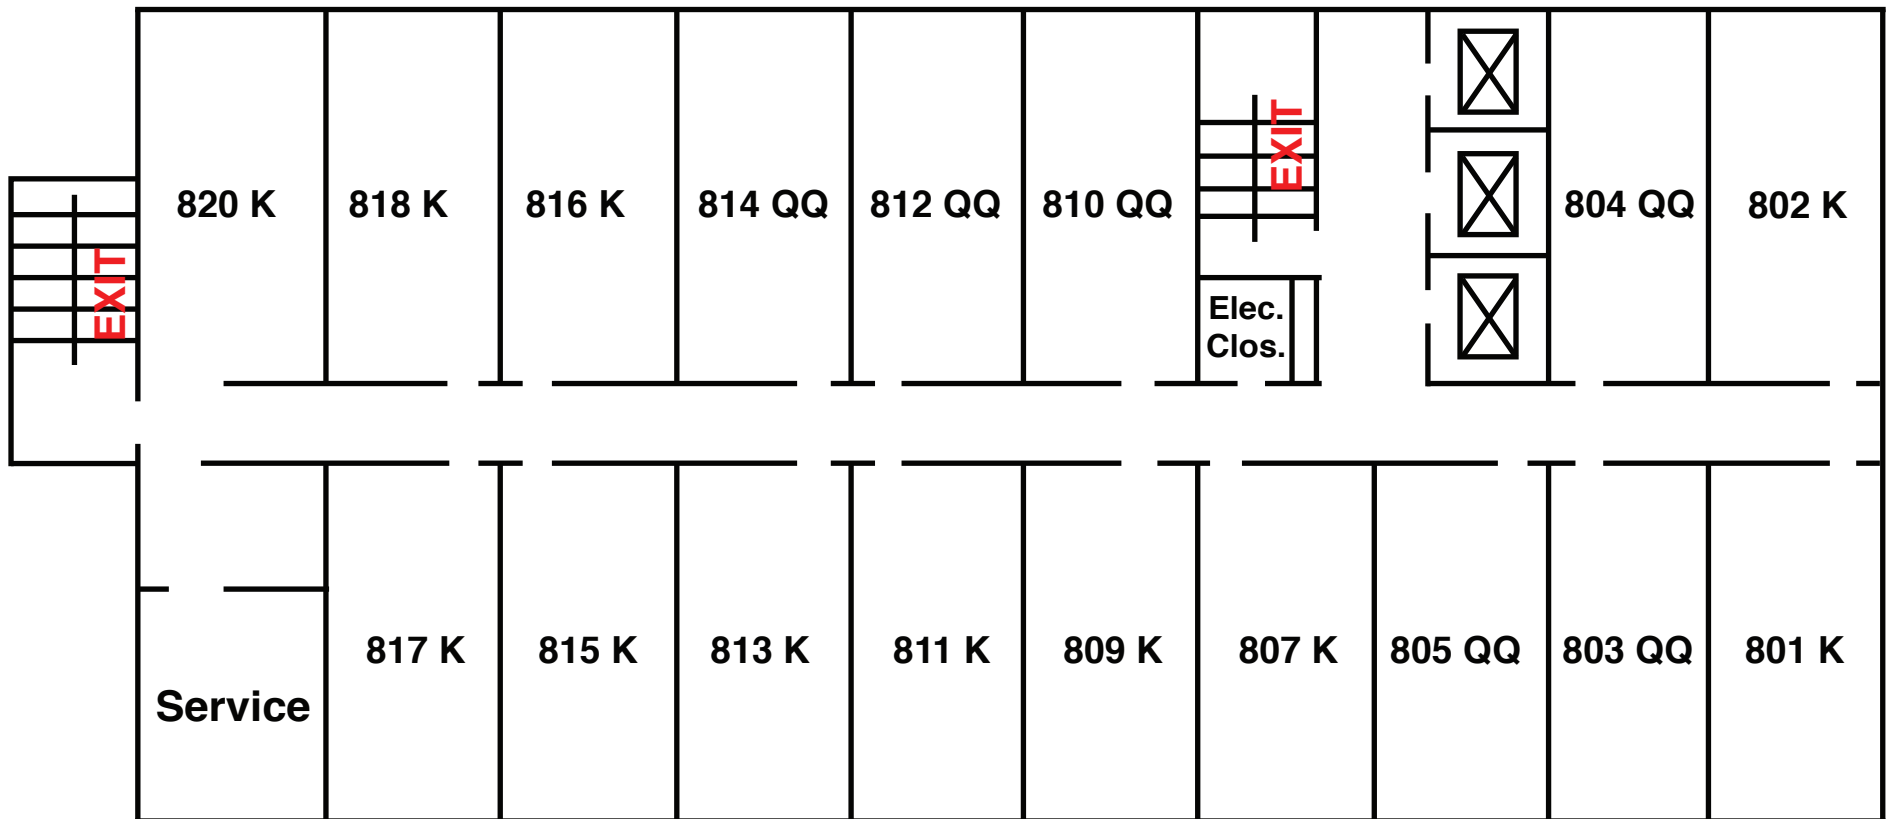 820 K
818 K
816 K
814 QQ
812 QQ
810 QQ
EXIT
804 QQ
802 K
EXIT
Elec.
Clos.
817 K
815 K
813 K
811 K
809 K
807 K
805 QQ
803 QQ
801 K
Service